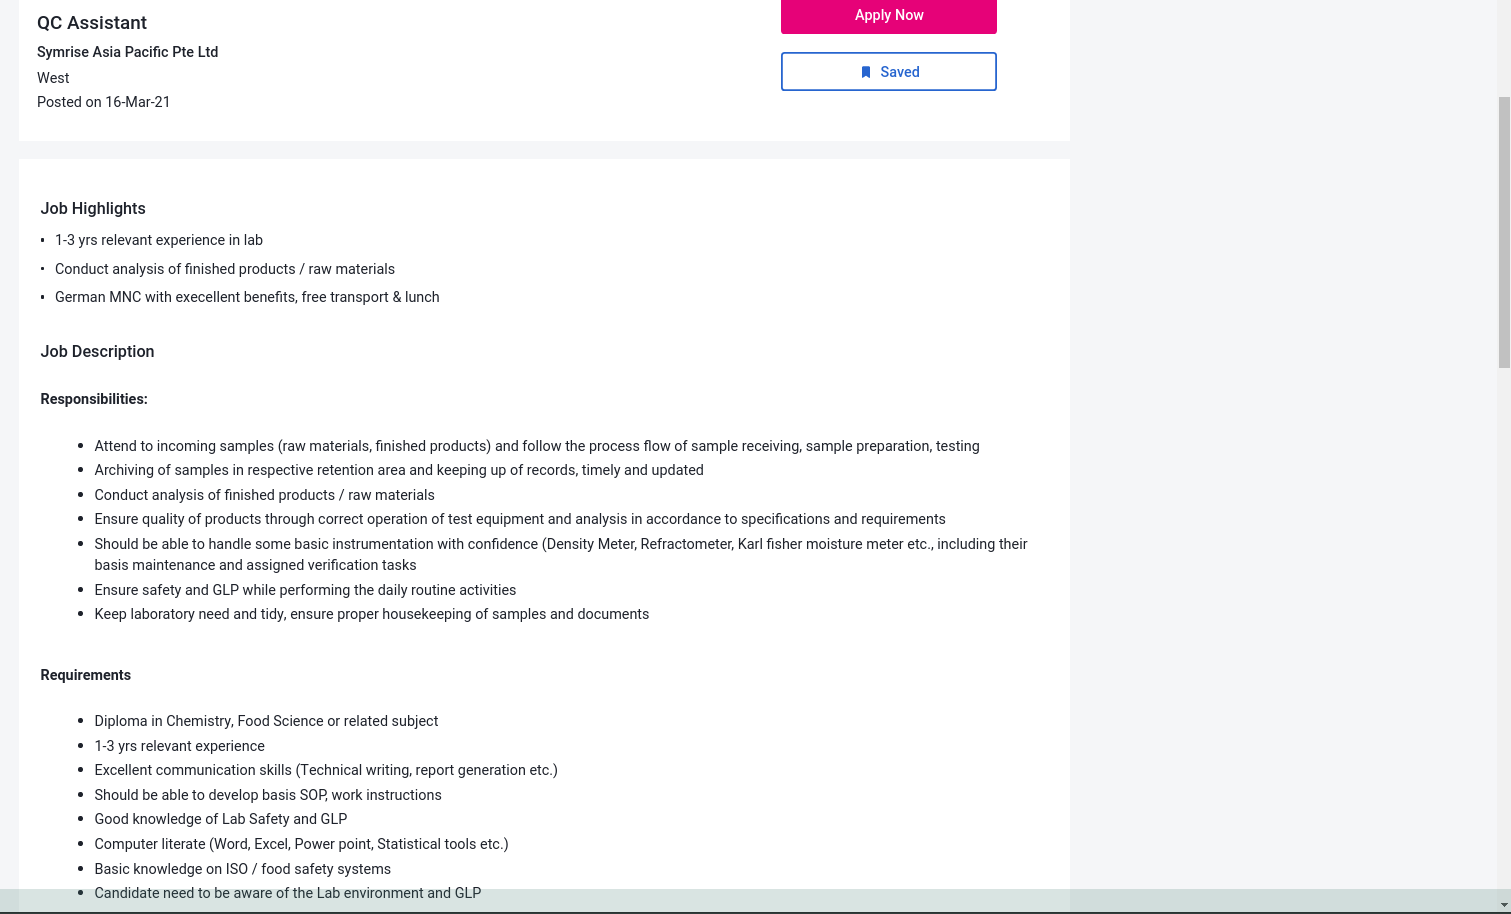 QC Assistant
Apply Now
Symrise Asia Pacific Pte Ltd
Saved
West
Posted on 16-Mar-21
Job Highlights
• 1-3 yrs relevant experience in lab
• Conduct analysis of finished products / raw materials
• German MNC with execellent benefits, free transport & lunch
Job Description
Responsibilities:
• Attend to incoming samples (raw materials, finished products) and follow the process flow of sample receiving, sample preparation, testing
• Archiving of samples in respective retention area and keeping up of records, timely and updated
• Conduct analysis of finished products / raw materials
• Ensure quality of products through correct operation of test equipment and analysis in accordance to specifications and requirements
• Should be able to handle some basic instrumentation with confidence (Density Meter, Refractometer, Karl fisher moisture meter etc., including their
basis maintenance and assigned verification tasks
• Ensure safety and GLP while performing the daily routine activities
• Keep laboratory need and tidy, ensure proper housekeeping of samples and documents
Requirements
• Diploma in Chemistry, Food Science or related subject
• 1-3 yrs relevant experience
• Excellent communication skills (Technical writing, report generation etc.)
• Should be able to develop basis SOP, work instructions
• Good knowledge of Lab Safety and GLP
• Computer literate (Word, Excel, Power point, Statistical tools etc.)
• Basic knowledge on ISO / food safety systems
• Candidate need to be aware of the Lab environment and GLP